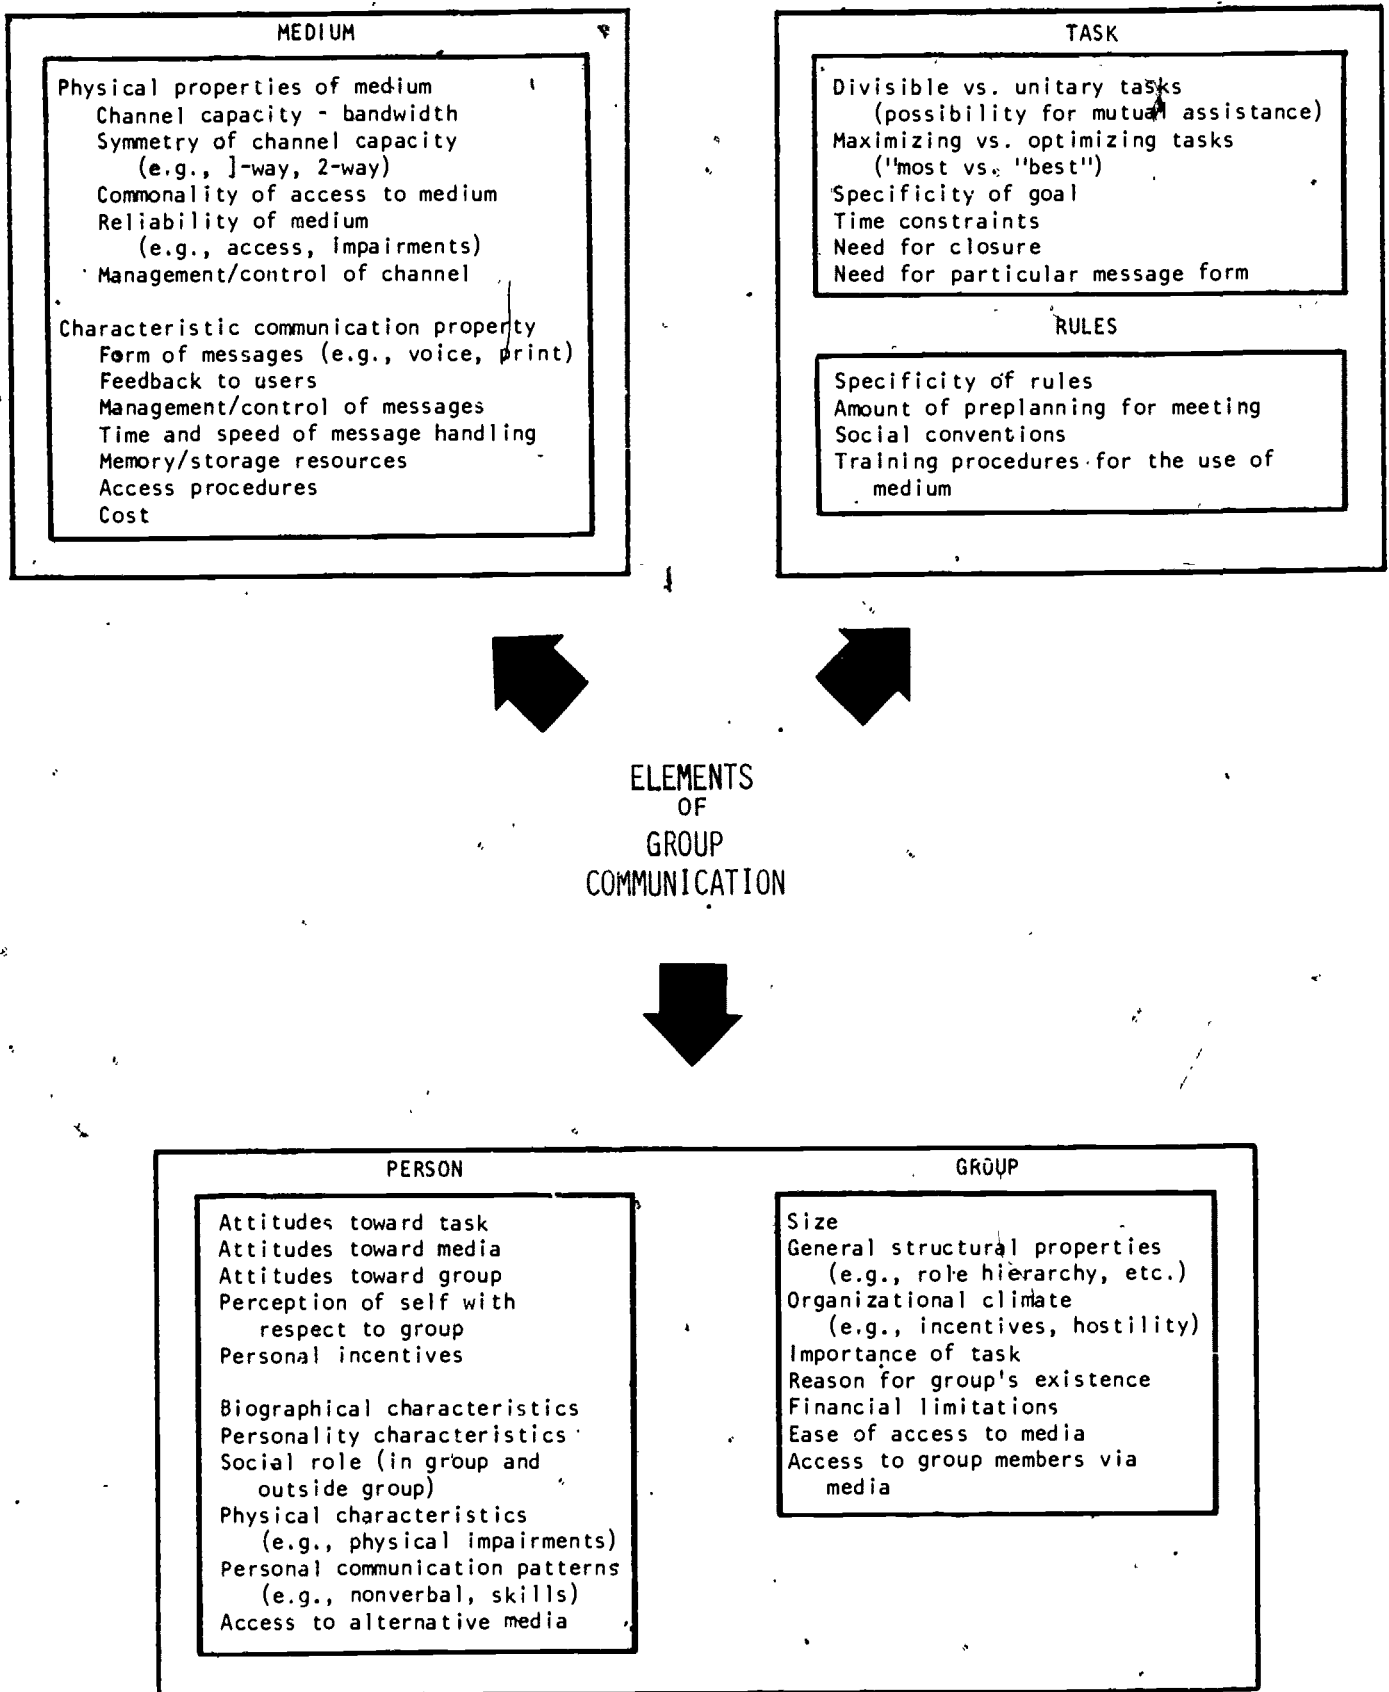 MEDIUM
Physical properties of medium
Channel capacity - bandwidth
Symmetry of channel capacity
(e.g., ]-way, 2-way)
Commonality of access to medium
Reliability of medium
(e.g., access, impairments)
Management/control of channel
Characteristic communication property
Form of messages (e.g., voice, print)
Feedback to users
Management/control of messages
Time and speed of message handling
Memory/storage resources
Access procedures
Cost
TASK
Divisible vs. unitary tasks
(possibility for mutual assistance)
Maximizing vs. optimizing tasks
("most vs. "best")
Specificity of goal
Time constraints
Need for closure
Need for particular message form
RULES
Specificity of rules
Amount of preplanning for meeting
Social conventions
Training procedures for the use of
medium
ELEMENTS
OF
GROUP
COMMUNICATION
PERSON
Attitudes toward task
Attitudes toward media
Attitudes toward group
Perception of self with
respect to group
Personal incentives
Biographical characteristics
Personality characteristics
Social role (in group and
outside group)
Physical characteristics
(e.g., physical impairments)
Personal communication patterns
(e.g., nonverbal, skills)
Access to alternative media
GROUP
Size
General structural properties
(e.g., role hierarchy, etc.)
Organizational climate
(e.g., incentives, hostility)
Importance of task
Reason for group's existence
Financial limitations
Ease of access to media
Access to group members via
media